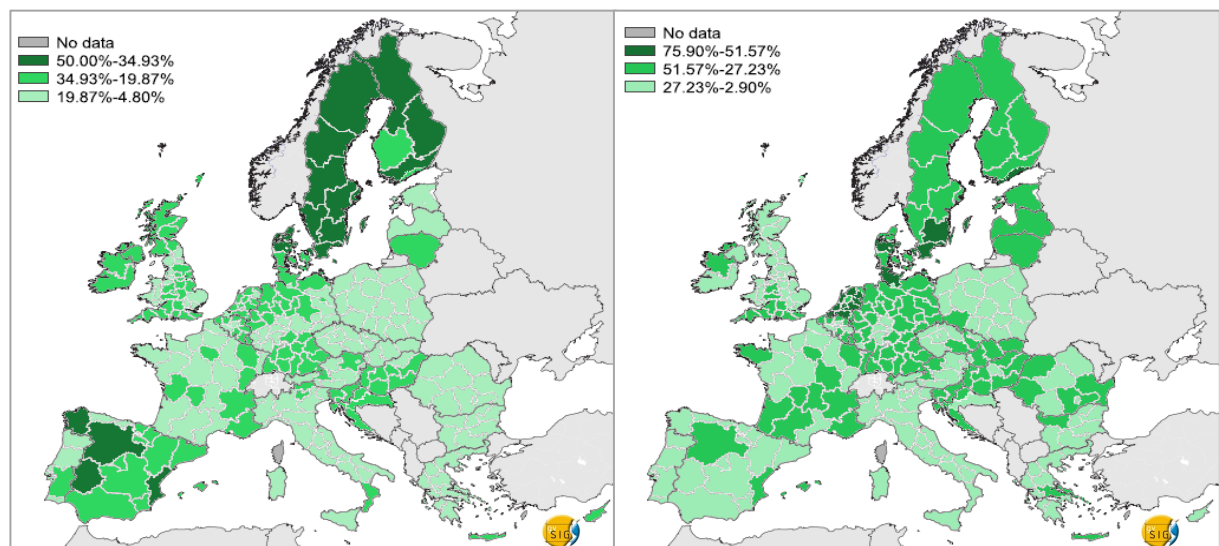 No data
50.00%-34.93%
34.93%-19.87%
19.87%-4.80%
No data
75.90%-51.57%
51.57%-27.23%
27.23%-2.90%
SIG
SIG